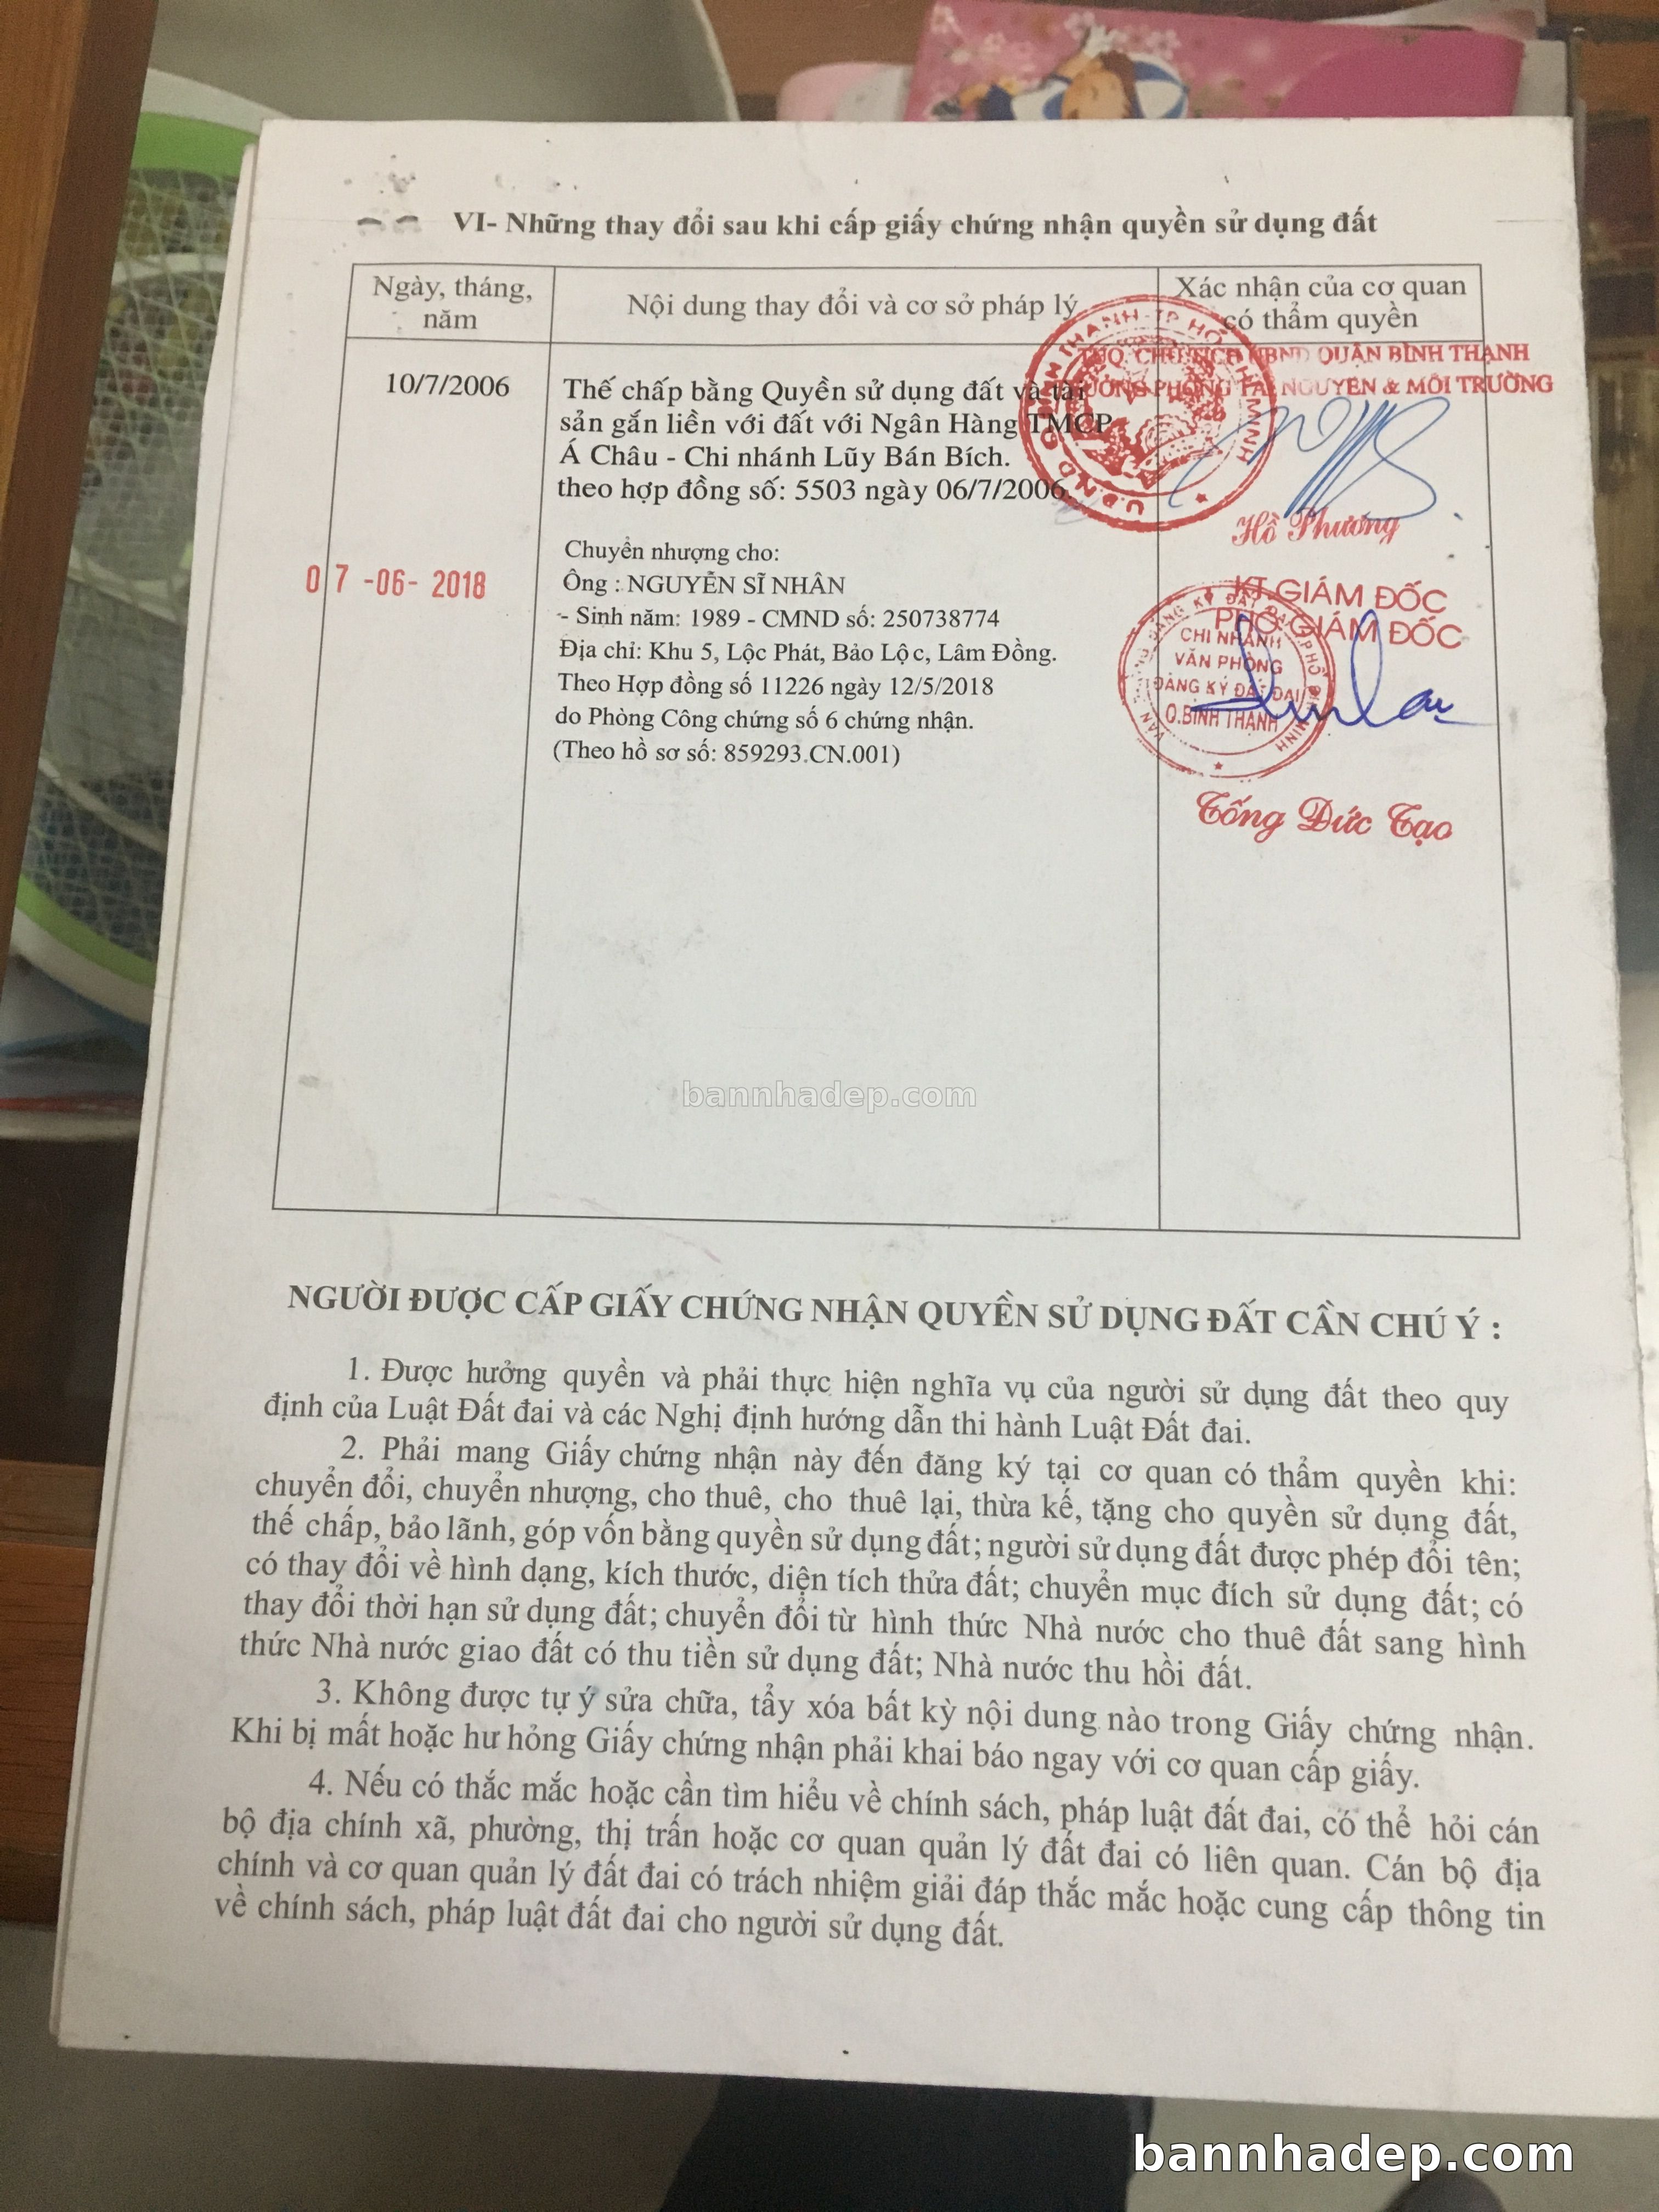 VI- Những thay đổi sau khi cấp giấy chứng nhận quyền sử dụng đất
Ngày, tháng,
năm
Nội dung thay đổi và cơ sở pháp lý
Xác nhận của cơ quan
có thẩm quyền
10/7/2006
Thế chấp bằng Quyền sử dụng đất và tài
sản gắn liền với đất với Ngân Hàng TMCP
Á Châu - Chi nhánh Lũy Bán Bích.
theo hợp đồng số: 5503 ngày 06/7/2006.
TUQ. CHỦ TỊCH UBND QUẬN BÌNH THẠNH
TRƯỞNG PHÒNG TÀI NGUYÊN & MÔI TRƯỜNG
Hồ Phương
07-06-2018
Chuyển nhượng cho:
Ông : NGUYỄN SĨ NHÂN
- Sinh năm: 1989 - CMND số: 250738774
Địa chỉ: Khu 5, Lộc Phát, Bảo Lộc, Lâm Đồng.
Theo Hợp đồng số 11226 ngày 12/5/2018
do Phòng Công chứng số 6 chứng nhận.
(Theo hồ sơ số: 859293.CN.001)
KT.GIÁM ĐỐC
PHÓ GIÁM ĐỐC
CHI NHÁNH
VĂN PHÒNG
ĐĂNG KÝ ĐẤT ĐAI
Q.BÌNH THẠNH
Tống Đức Tạo
bannhadep.com
NGƯỜI ĐƯỢC CẤP GIẤY CHỨNG NHẬN QUYỀN SỬ DỤNG ĐẤT CẦN CHÚ Ý :
1. Được hưởng quyền và phải thực hiện nghĩa vụ của người sử dụng đất theo quy
định của Luật Đất đai và các Nghị định hướng dẫn thi hành Luật Đất đai.
2. Phải mang Giấy chứng nhận này đến đăng ký tại cơ quan có thẩm quyền khi:
chuyển đổi, chuyển nhượng, cho thuê, cho thuê lại, thừa kế, tặng cho quyền sử dụng đất,
thế chấp, bảo lãnh, góp vốn bằng quyền sử dụng đất; người sử dụng đất được phép đổi tên;
có thay đổi về hình dạng, kích thước, diện tích thửa đất; chuyển mục đích sử dụng đất; có
thay đổi thời hạn sử dụng đất; chuyển đổi từ hình thức Nhà nước cho thuê đất sang hình
thức Nhà nước giao đất có thu tiền sử dụng đất; Nhà nước thu hồi đất.
3. Không được tự ý sửa chữa, tẩy xóa bất kỳ nội dung nào trong Giấy chứng nhận.
Khi bị mất hoặc hư hỏng Giấy chứng nhận phải khai báo ngay với cơ quan cấp giấy.
4. Nếu có thắc mắc hoặc cần tìm hiểu về chính sách, pháp luật đất đai, có thể hỏi cán
bộ địa chính xã, phường, thị trấn hoặc cơ quan quản lý đất đai có liên quan. Cán bộ địa
chính và cơ quan quản lý đất đai có trách nhiệm giải đáp thắc mắc hoặc cung cấp thông tin
về chính sách, pháp luật đất đai cho người sử dụng đất.
bannhadep.com